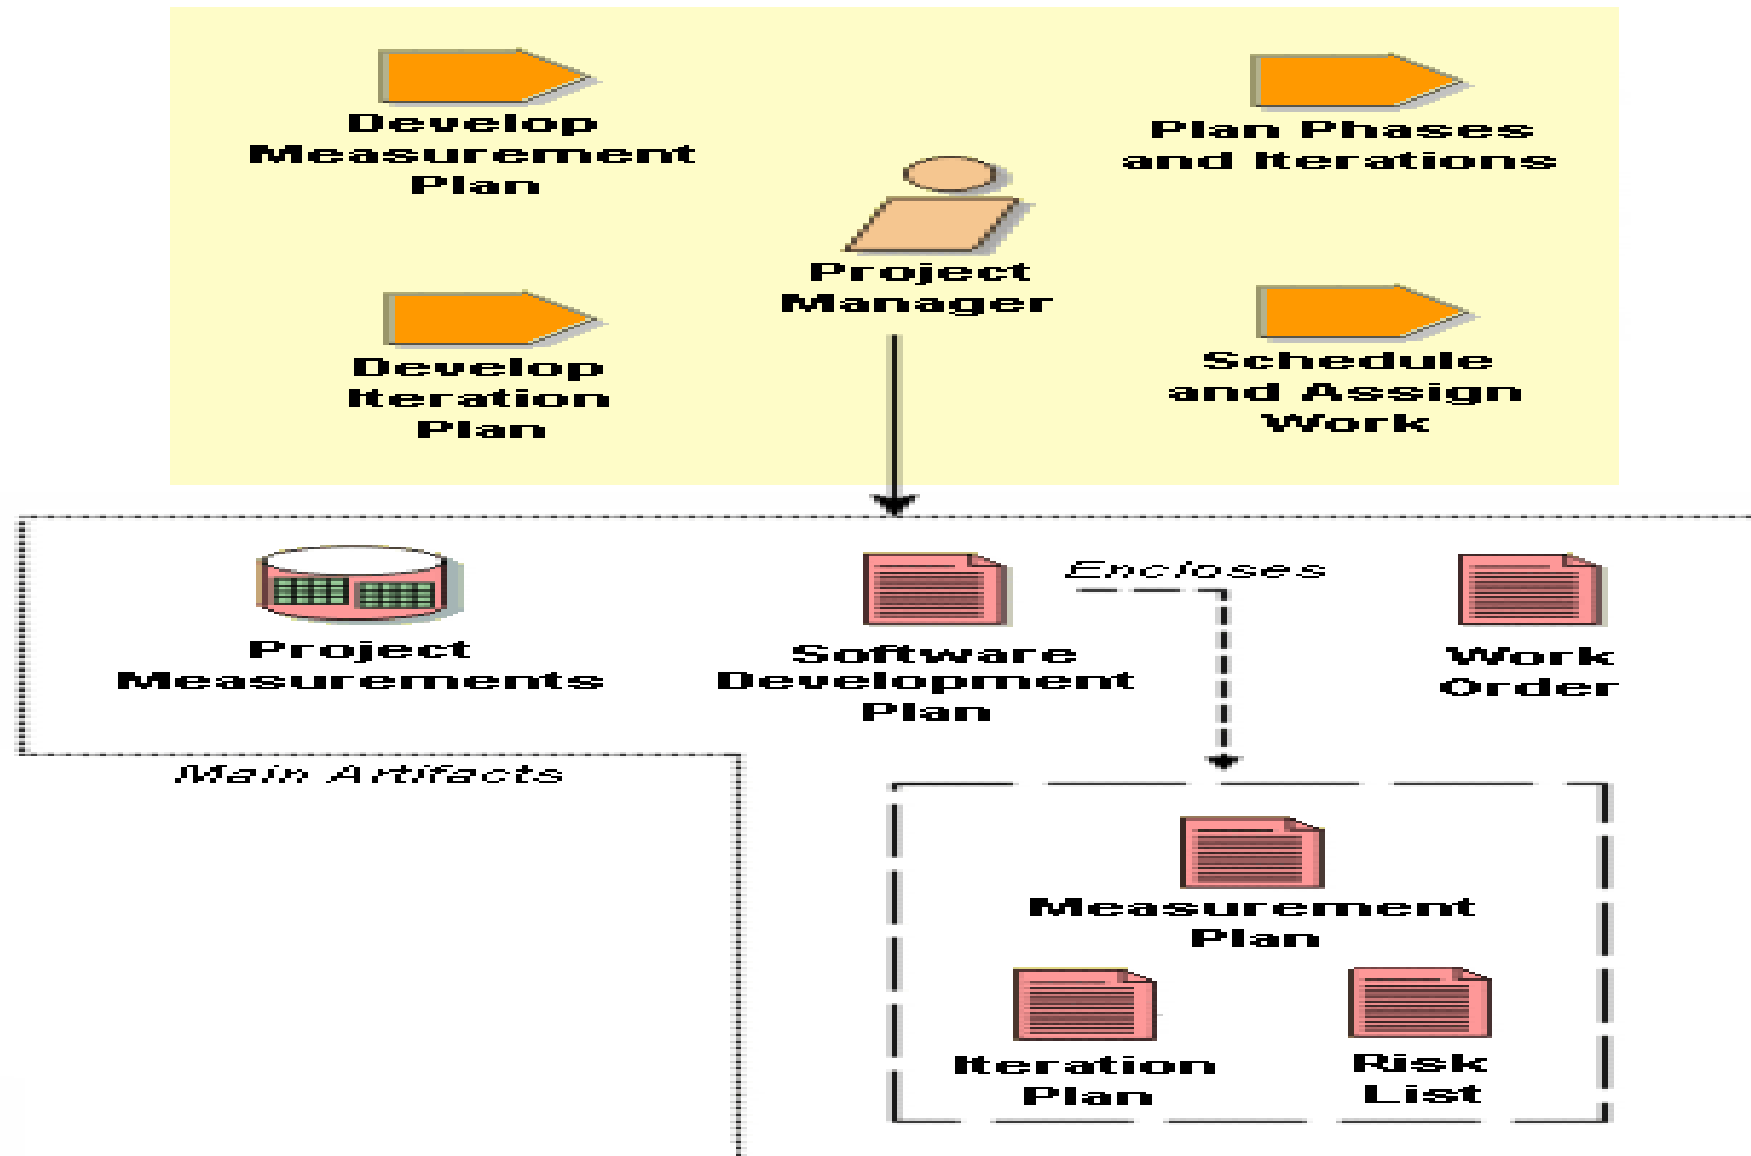 Develop
Measurement
Plan
Plan Phases
and Iterations
Project
Manager
Develop
Iteration
Plan
Schedule
and Assign
Work
Project
Measurements
Software
Development
Plan
Encloses
Work
Order
Main Artifacts
Measurement
Plan
Iteration
Plan
Risk
List